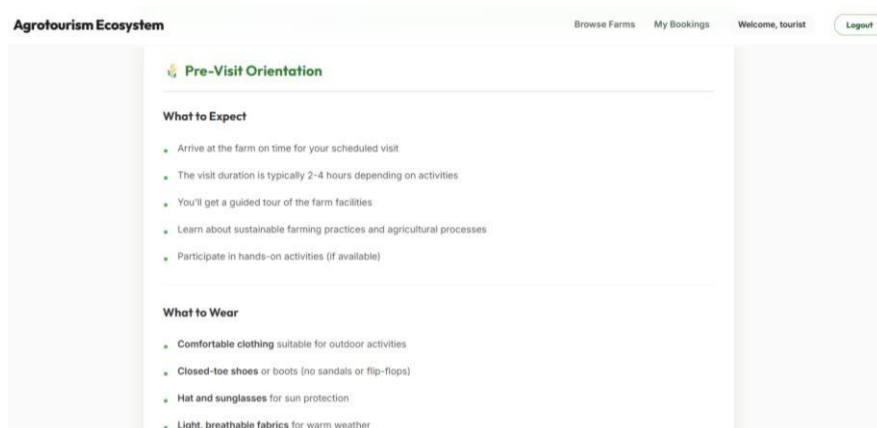 Agrotourism Ecosystem
Browse Farms My Bookings Welcome, tourist Logout
Pre-Visit Orientation
What to Expect
Arrive at the farm on time for your scheduled visit
The visit duration is typically 2-4 hours depending on activities
You'll get a guided tour of the farm facilities
Learn about sustainable farming practices and agricultural processes
Participate in hands-on activities (if available)
What to Wear
Comfortable clothing suitable for outdoor activities
Closed-toe shoes or boots (no sandals or flip-flops)
Hat and sunglasses for sun protection
Light, breathable fabrics for warm weather